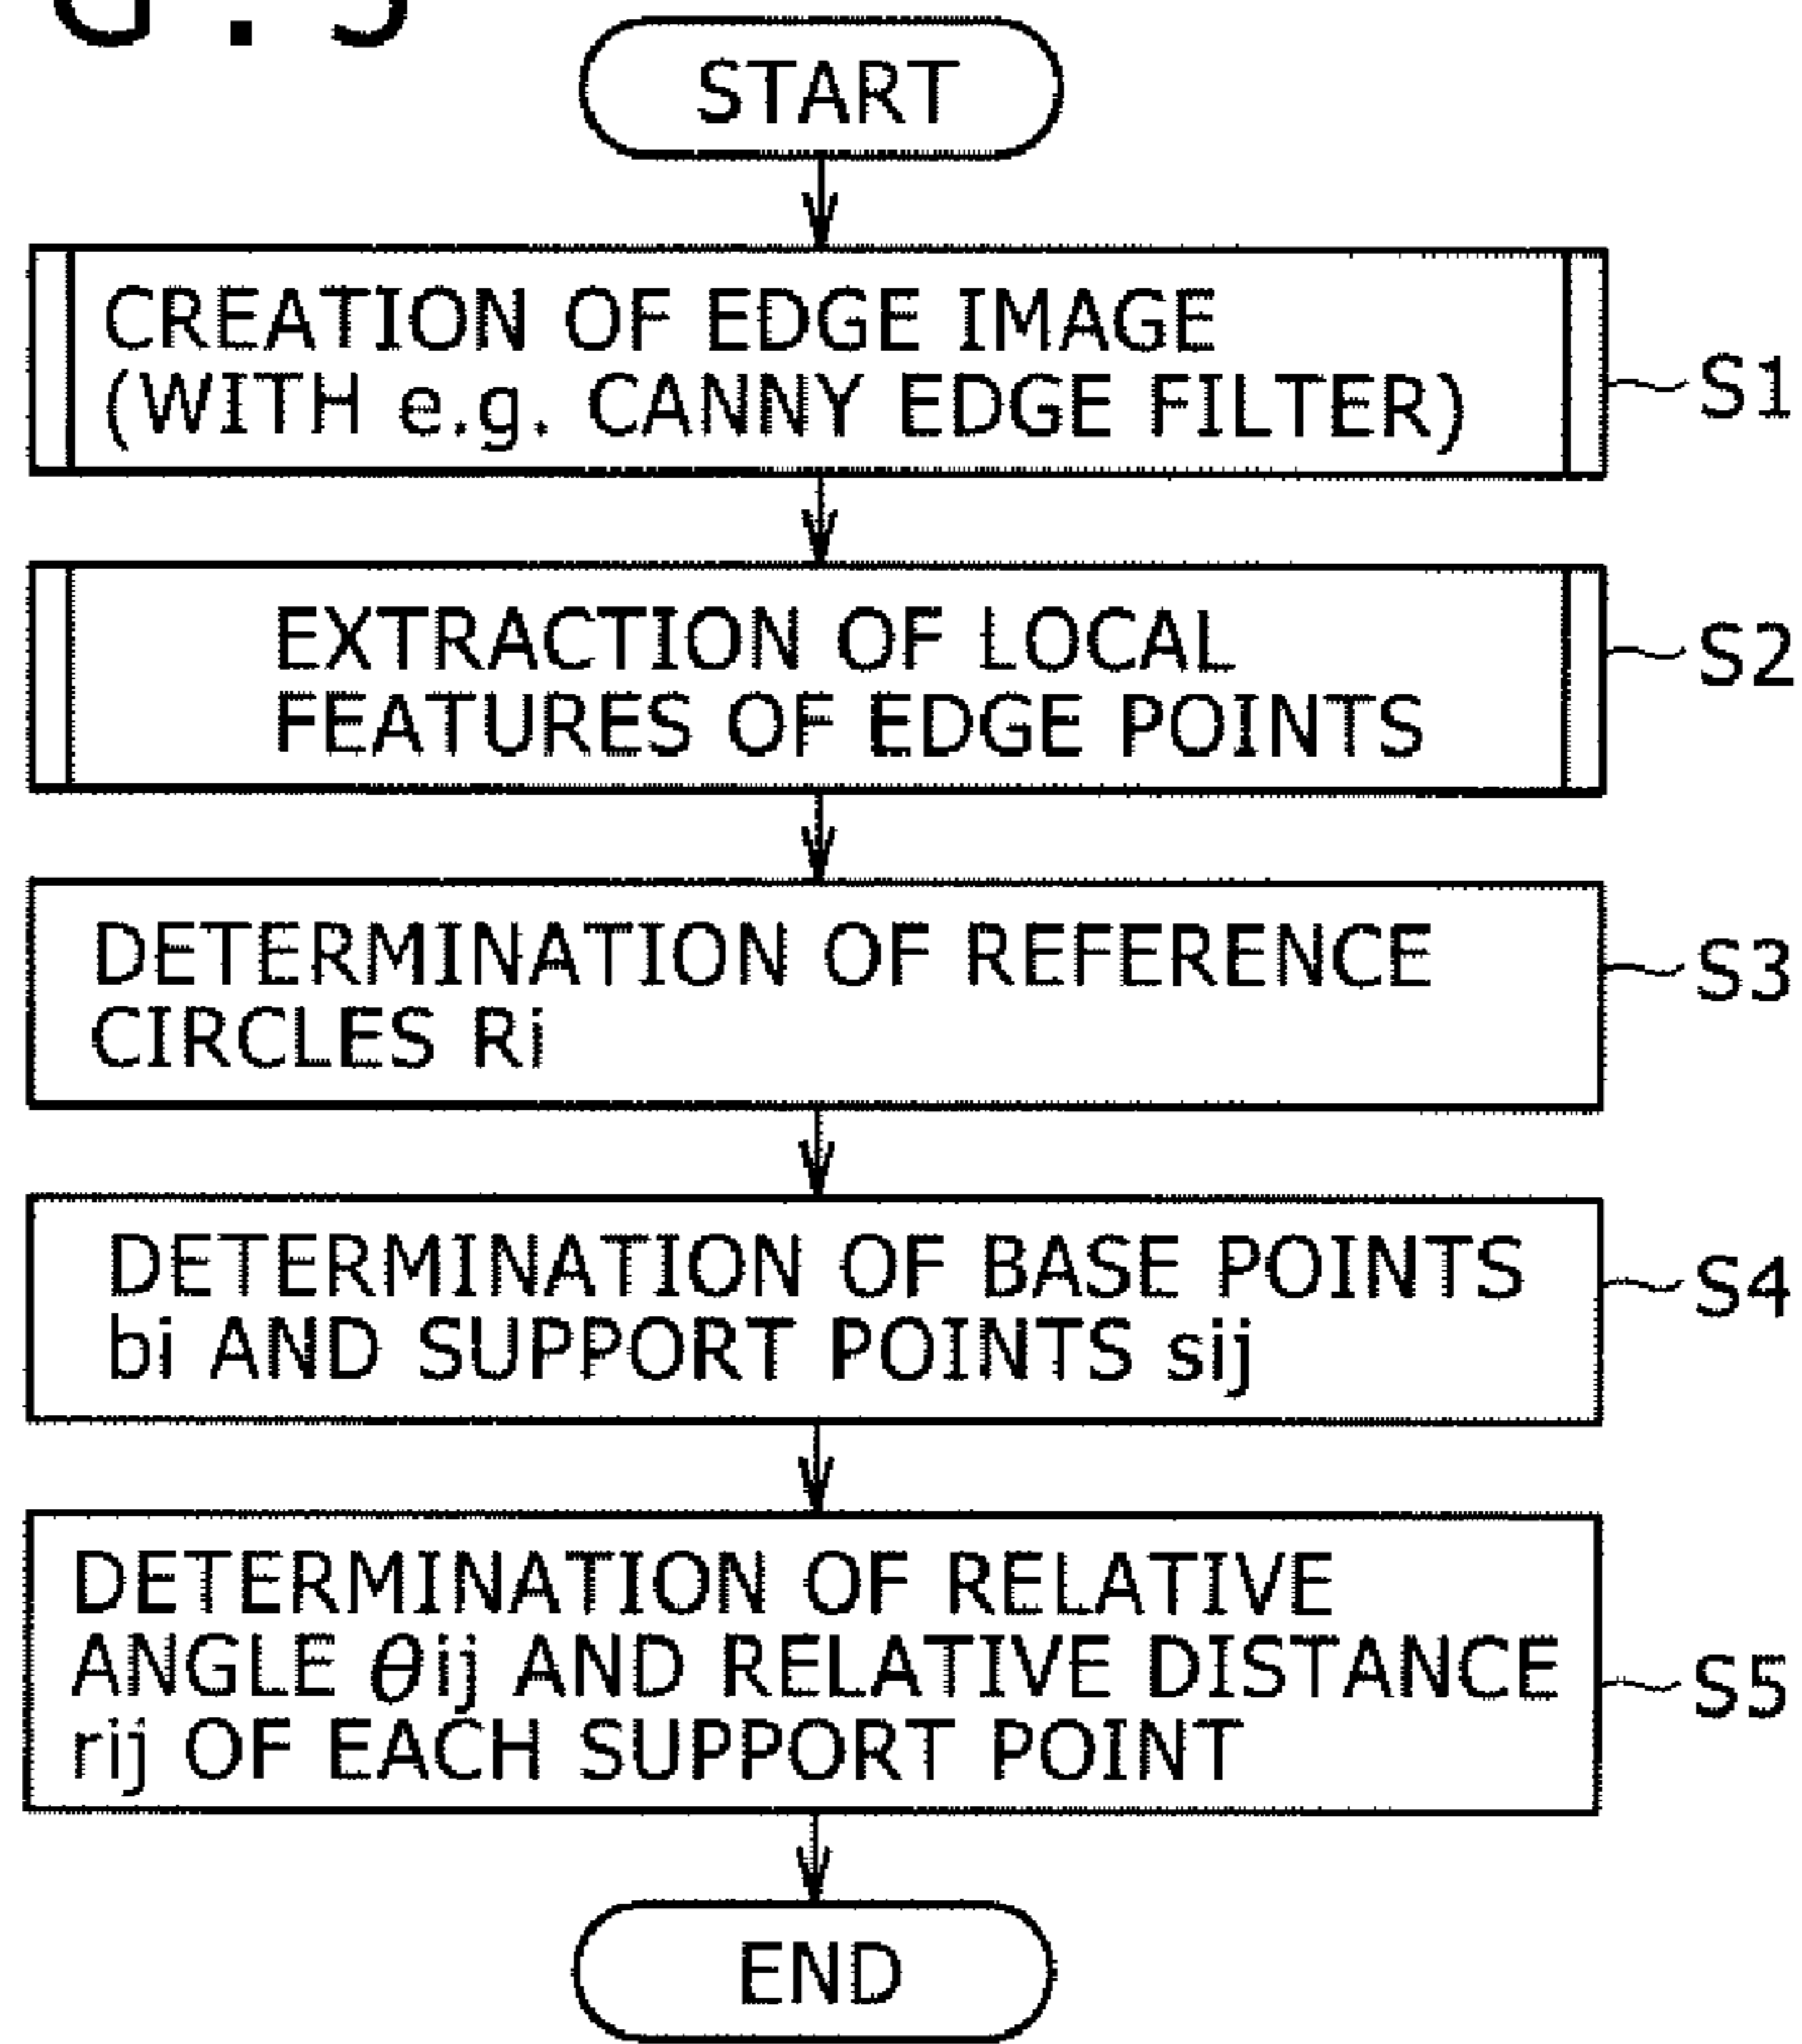 G.5
START
CREATION OF EDGE IMAGE
(WITH e.g. CANNY EDGE FILTER)
S1
EXTRACTION OF LOCAL
FEATURES OF EDGE POINTS
S2
DETERMINATION OF REFERENCE
CIRCLES Ri
S3
DETERMINATION OF BASE POINTS
bi AND SUPPORT POINTS sij
S4
DETERMINATION OF RELATIVE
ANGLE θij AND RELATIVE DISTANCE
rij OF EACH SUPPORT POINT
S5
END